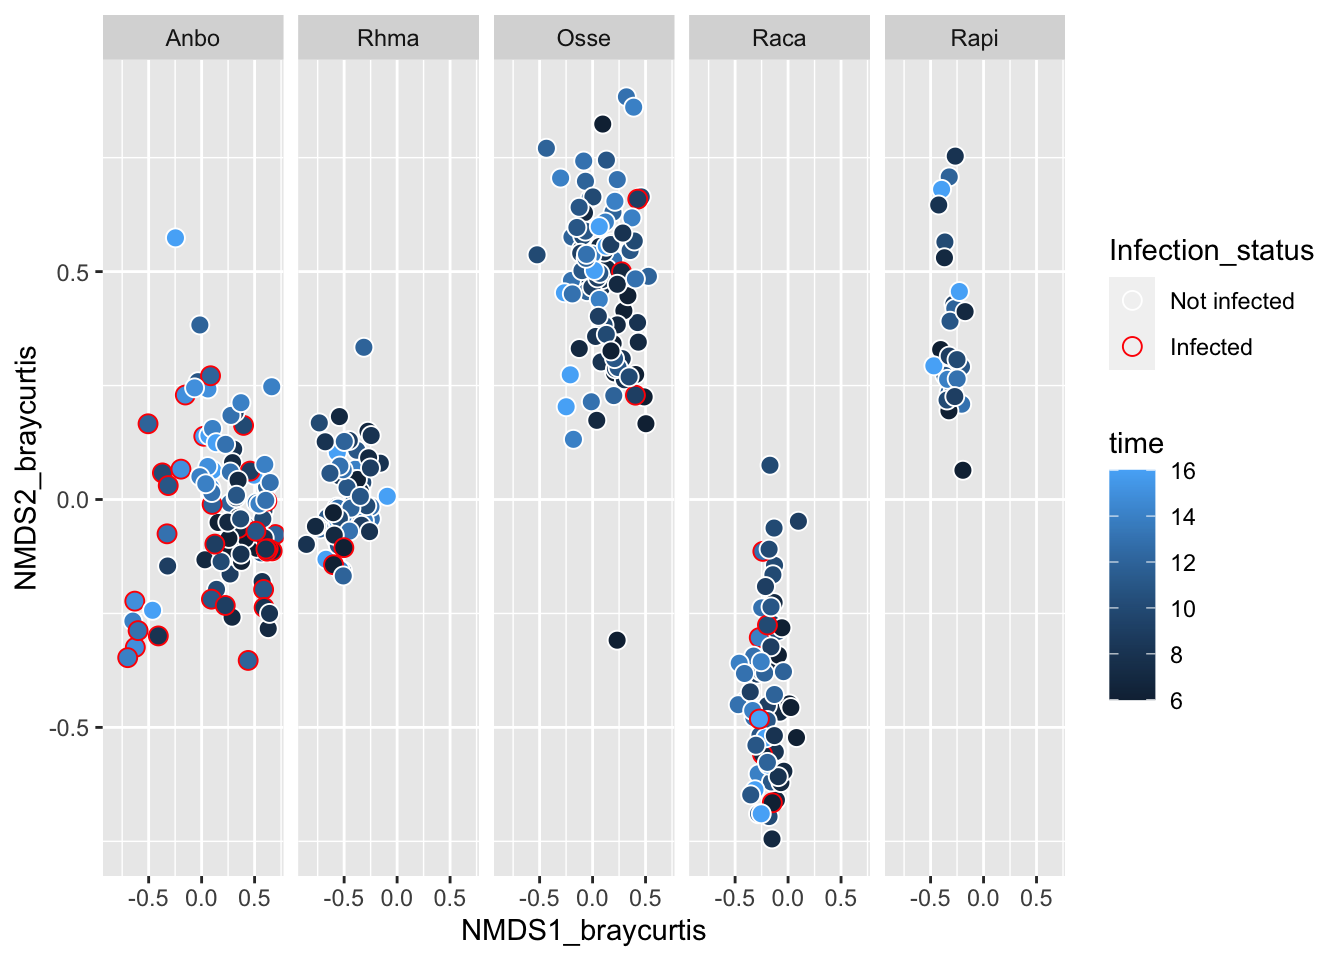 Anbo Rhma Osse Raca Rapi
0.5
0.0
-0.5
NMDS2_braycurtis
-0.5 0.0 0.5 -0.5 0.0 0.5 -0.5 0.0 0.5 -0.5 0.0 0.5 -0.5 0.0 0.5
NMDS1_braycurtis
Infection_status
Not infected
Infected
time
16
14
12
10
8
6